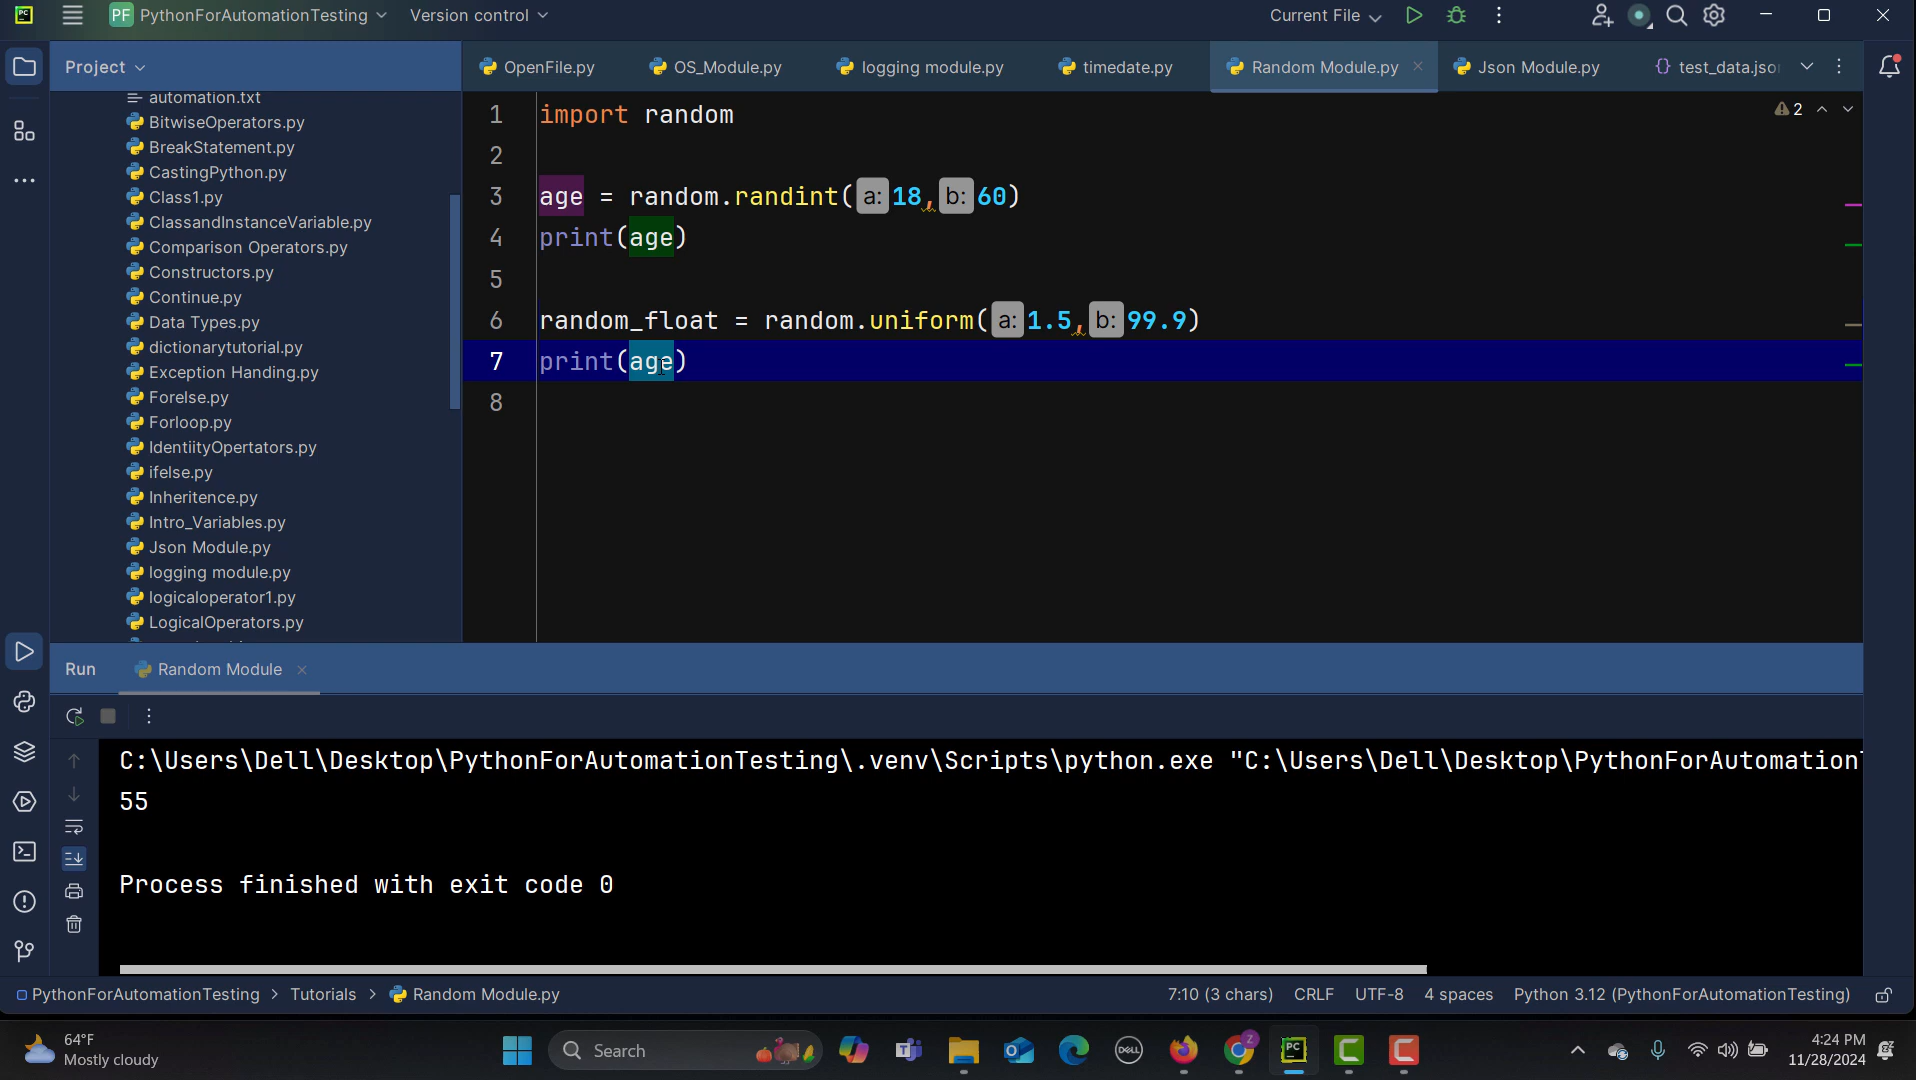 PF PythonForAutomationTesting Version control Current File
Project
OpenFile.py OS_Module.py logging module.py timedate.py Random Module.py Json Module.py test_data.jso
automation.txt
BitwiseOperators.py
BreakStatement.py
CastingPython.py
Class1.py
ClassandInstanceVariable.py
Comparison Operators.py
Constructors.py
Continue.py
Data Types.py
dictionarytutorial.py
Exception Handing.py
Forelse.py
Forloop.py
IdentiityOpertators.py
ifelse.py
Inheritence.py
Intro_Variables.py
Json Module.py
logging module.py
logicaloperator1.py
LogicalOperators.py
2
1 import random
2
3 age = random.randint(a: 18, b: 60)
4 print(age)
5
6 random_float = random.uniform(a: 1.5, b: 99.9)
7 print(age)
8
Run Random Module
C:\Users\Dell\Desktop\PythonForAutomationTesting\.venv\Scripts\python.exe "C:\Users\Dell\Desktop\PythonForAutomation
55
Process finished with exit code 0
PythonForAutomationTesting > Tutorials > Random Module.py 7:10 (3 chars) CRLF UTF-8 4 spaces Python 3.12 (PythonForAutomationTesting)
64°F
Mostly cloudy
Search
DELL
PC
4:24 PM
11/28/2024